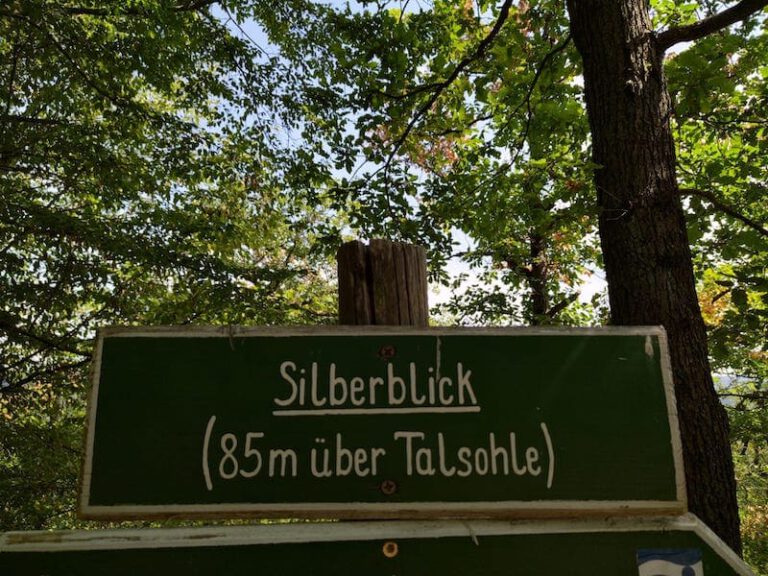 Silberblick
(85m über Talsohle)